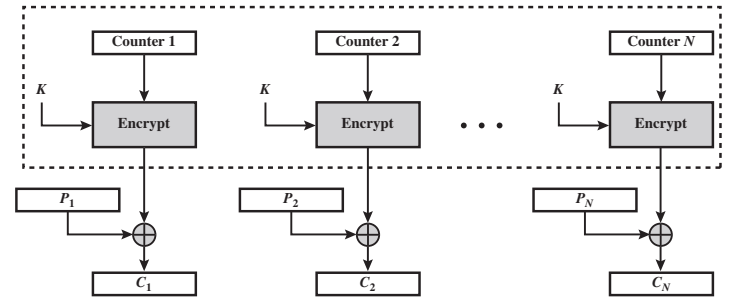 Counter 1
Counter 2
Counter N
K
K
K
Encrypt
Encrypt
• • •
Encrypt
P1
P2
PN
C1
C2
CN